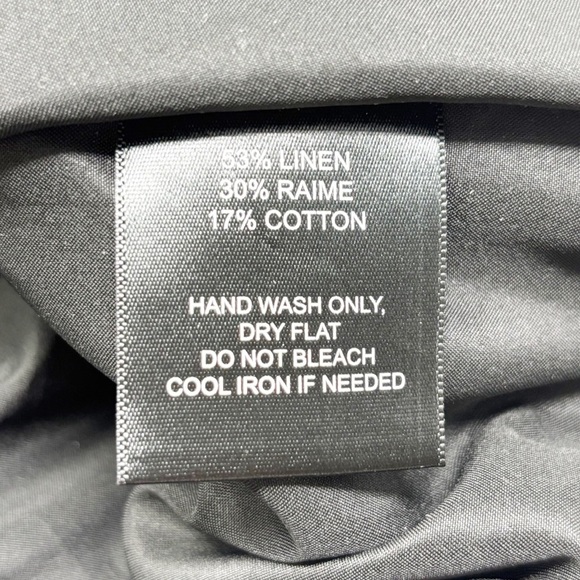 53% LINEN
30% RAIME
17% COTTON
HAND WASH ONLY,
DRY FLAT
DO NOT BLEACH
COOL IRON IF NEEDED